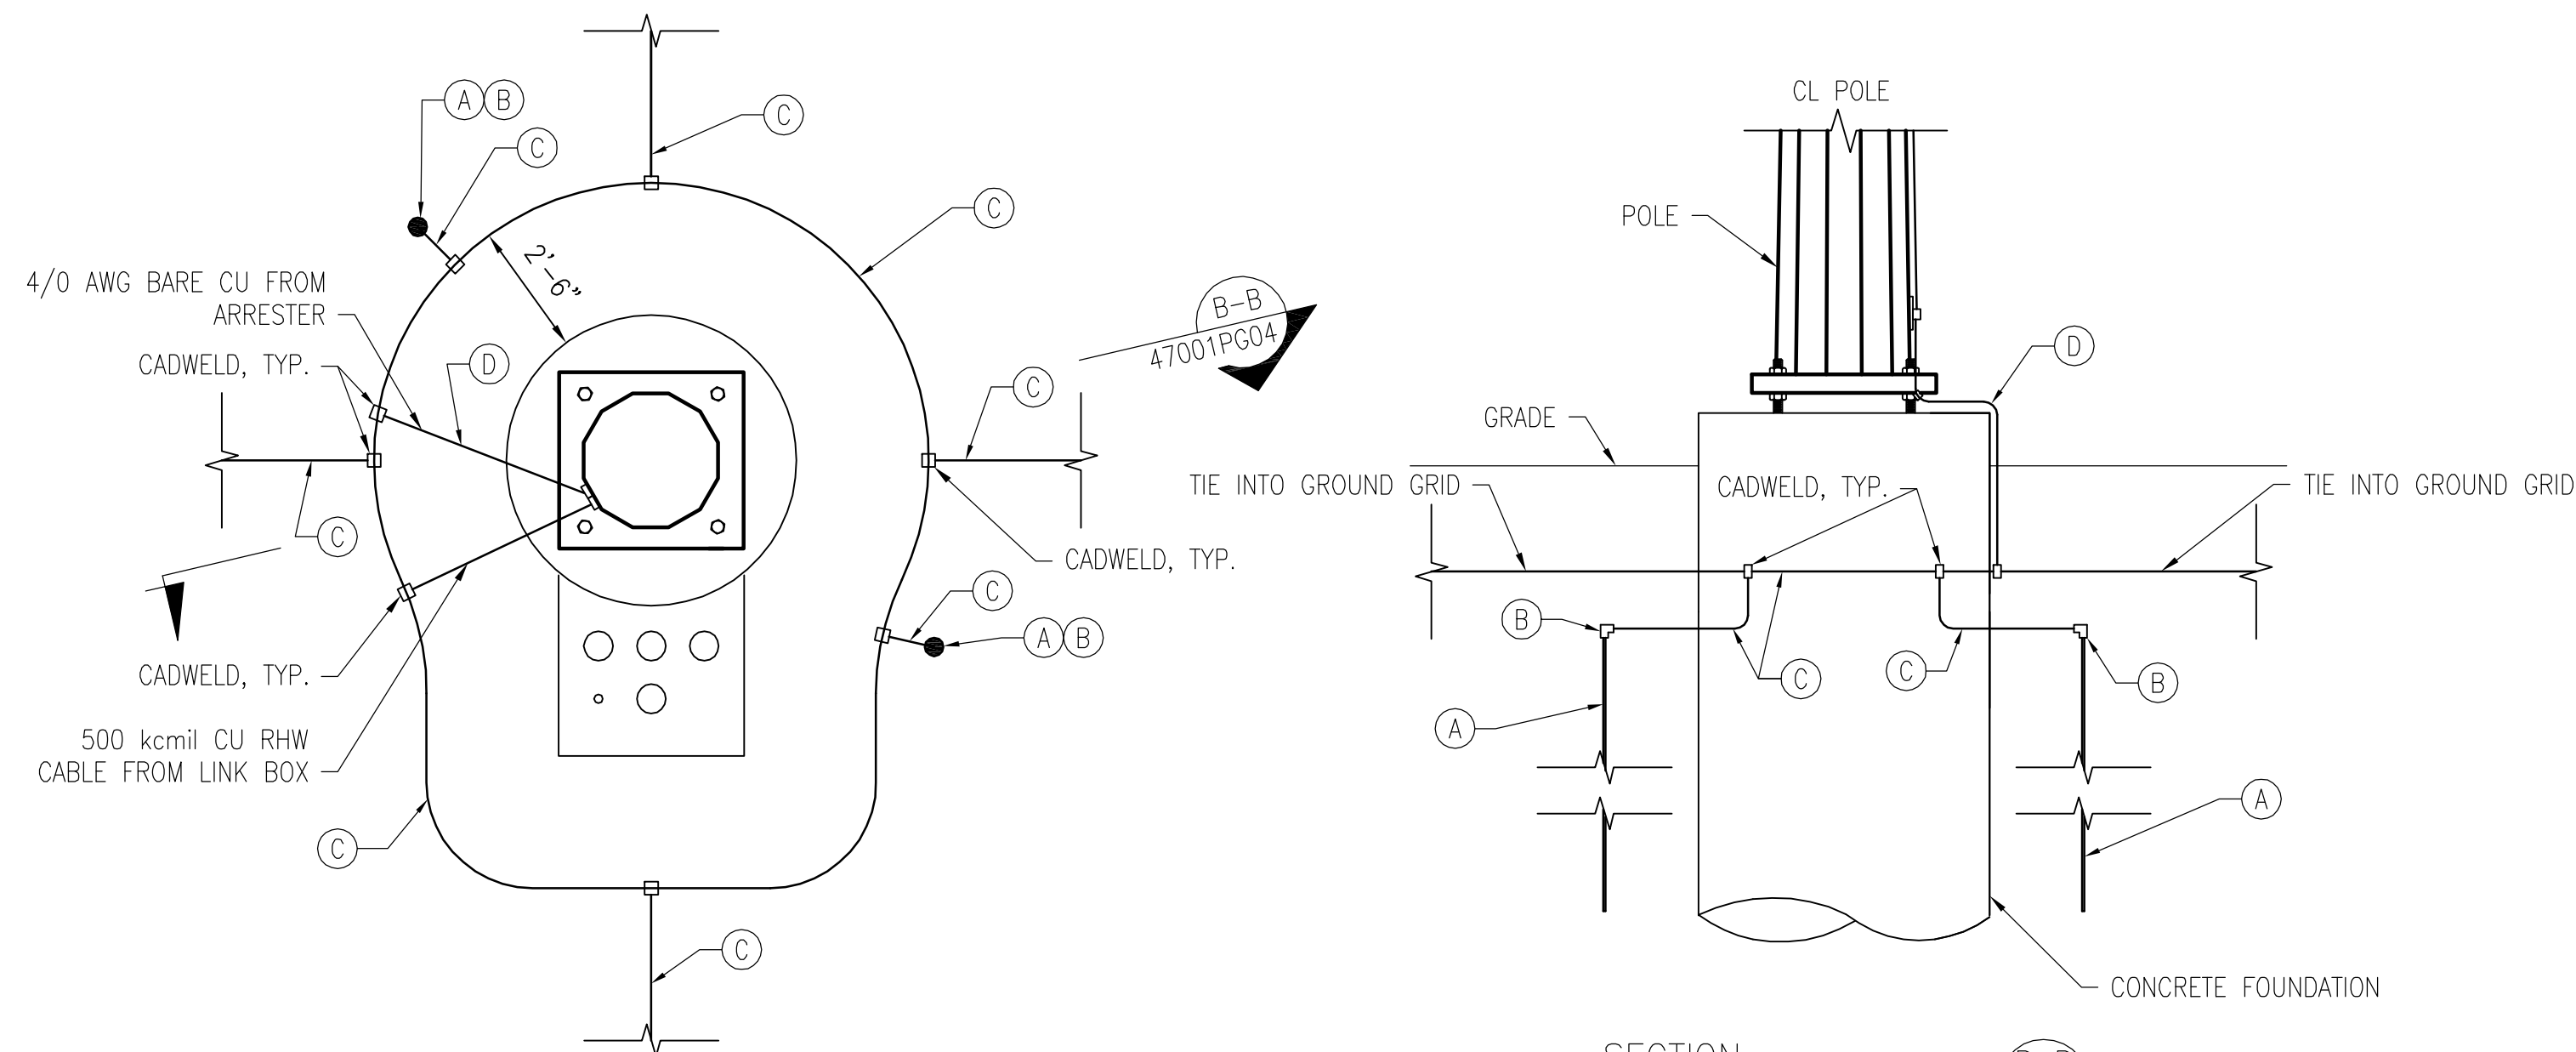 A B
C
C
C
2'-6"
4/0 AWG BARE CU FROM
ARRESTER
CADWELD, TYP.
D
C
B-B
47001PG04
C
CADWELD, TYP.
C
A B
CADWELD, TYP.
500 kcmil CU RHW
CABLE FROM LINK BOX
C
C
CL POLE
POLE
D
GRADE
TIE INTO GROUND GRID
CADWELD, TYP.
TIE INTO GROUND GRID
B
C
C
B
A
A
CONCRETE FOUNDATION
SECTION
B-B